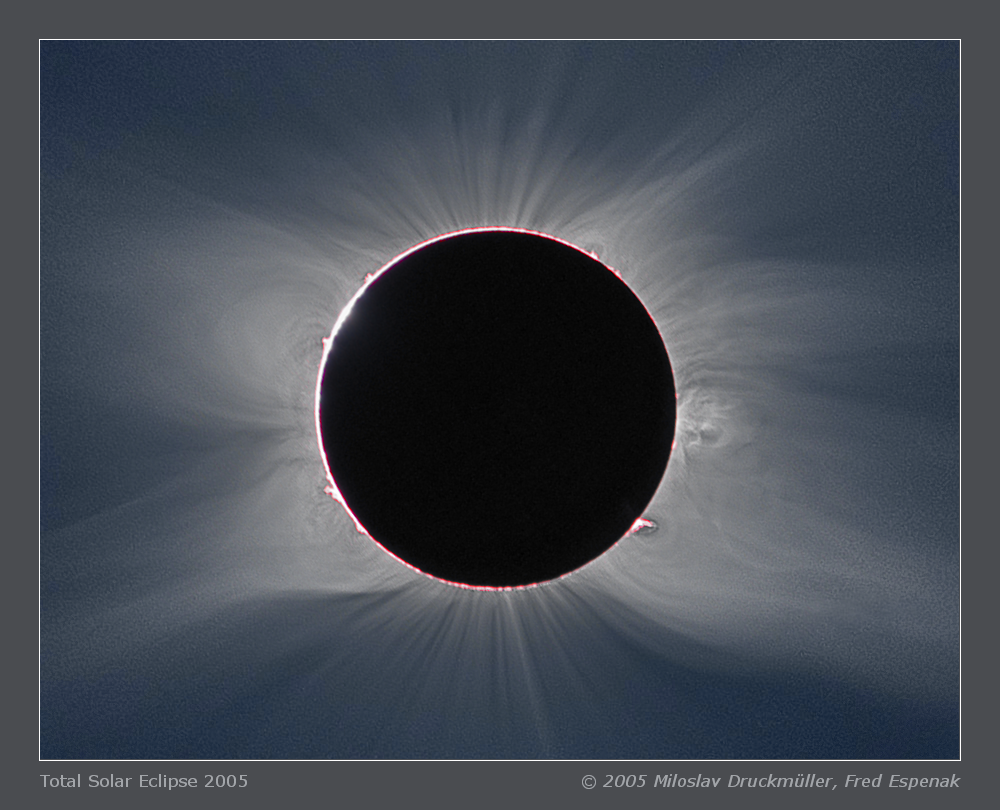 Total Solar Eclipse 2005
© 2005 Miloslav Druckmüller, Fred Espenak